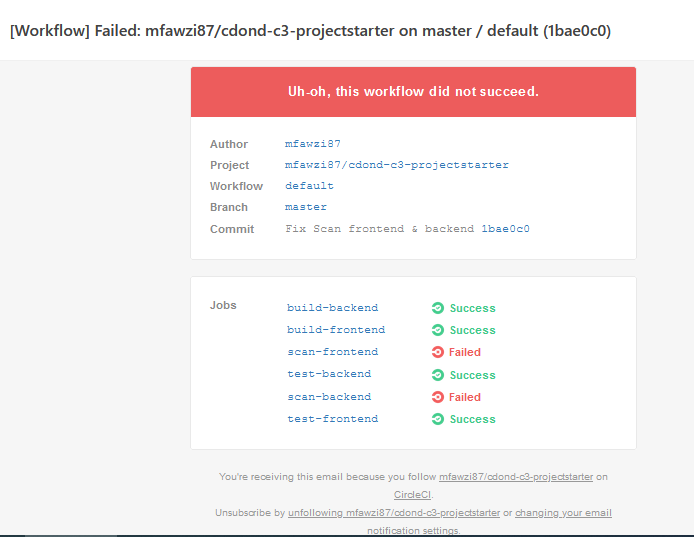 [Workflow] Failed: mfawzi87/cdond-c3-projectstarter on master / default (1bae0c0)
Uh-oh, this workflow did not succeed.
Author mfawzi87
Project mfawzi87/cdond-c3-projectstarter
Workflow default
Branch master
Commit Fix Scan frontend & backend 1bae0c0
Jobs build-backend Success
build-frontend Success
scan-frontend Failed
test-backend Success
scan-backend Failed
test-frontend Success
You're receiving this email because you follow mfawzi87/cdond-c3-projectstarter on
CircleCI.
Unsubscribe by unfollowing mfawzi87/cdond-c3-projectstarter or changing your email
notification settings.